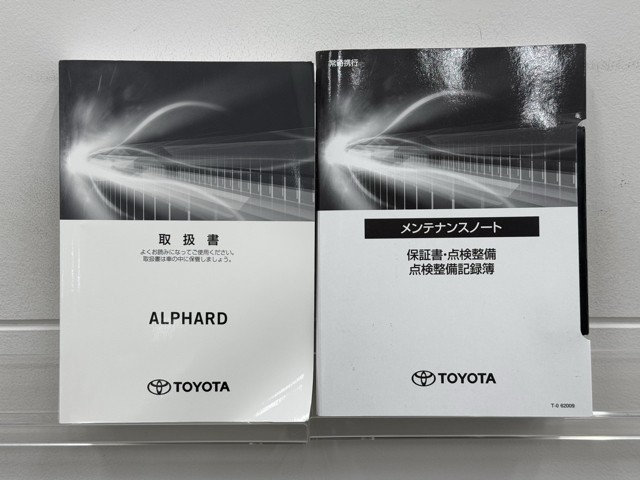 取扱書
よくお読みになってご使用ください。
取扱書は車の中に保管しましょう。
ALPHARD
TOYOTA
常時携行
メンテナンスノート
保証書・点検整備
点検整備記録簿
TOYOTA
T-0 62009